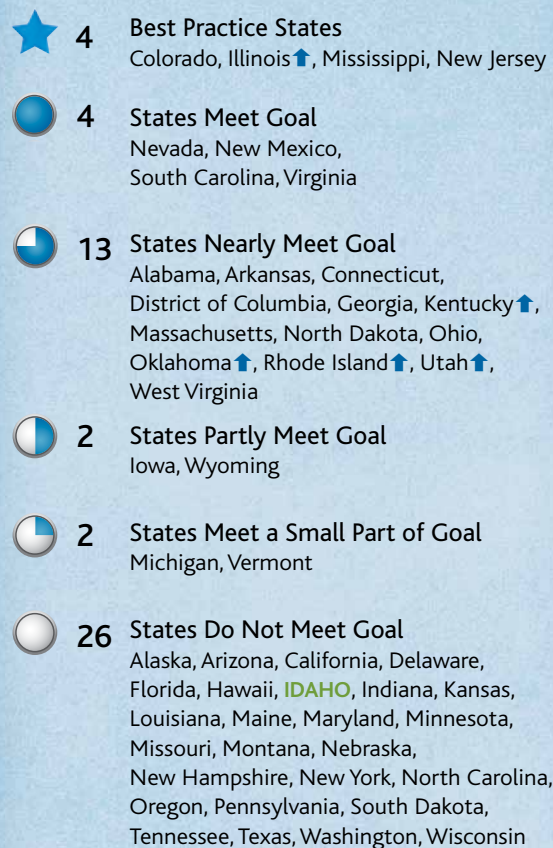 4 Best Practice States
Colorado, Illinois⬆, Mississippi, New Jersey
4 States Meet Goal
Nevada, New Mexico,
South Carolina, Virginia
13 States Nearly Meet Goal
Alabama, Arkansas, Connecticut,
District of Columbia, Georgia, Kentucky⬆,
Massachusetts, North Dakota, Ohio,
Oklahoma⬆, Rhode Island⬆, Utah⬆,
West Virginia
2 States Partly Meet Goal
Iowa, Wyoming
2 States Meet a Small Part of Goal
Michigan, Vermont
26 States Do Not Meet Goal
Alaska, Arizona, California, Delaware,
Florida, Hawaii, IDAHO, Indiana, Kansas,
Louisiana, Maine, Maryland, Minnesota,
Missouri, Montana, Nebraska,
New Hampshire, New York, North Carolina,
Oregon, Pennsylvania, South Dakota,
Tennessee, Texas, Washington, Wisconsin